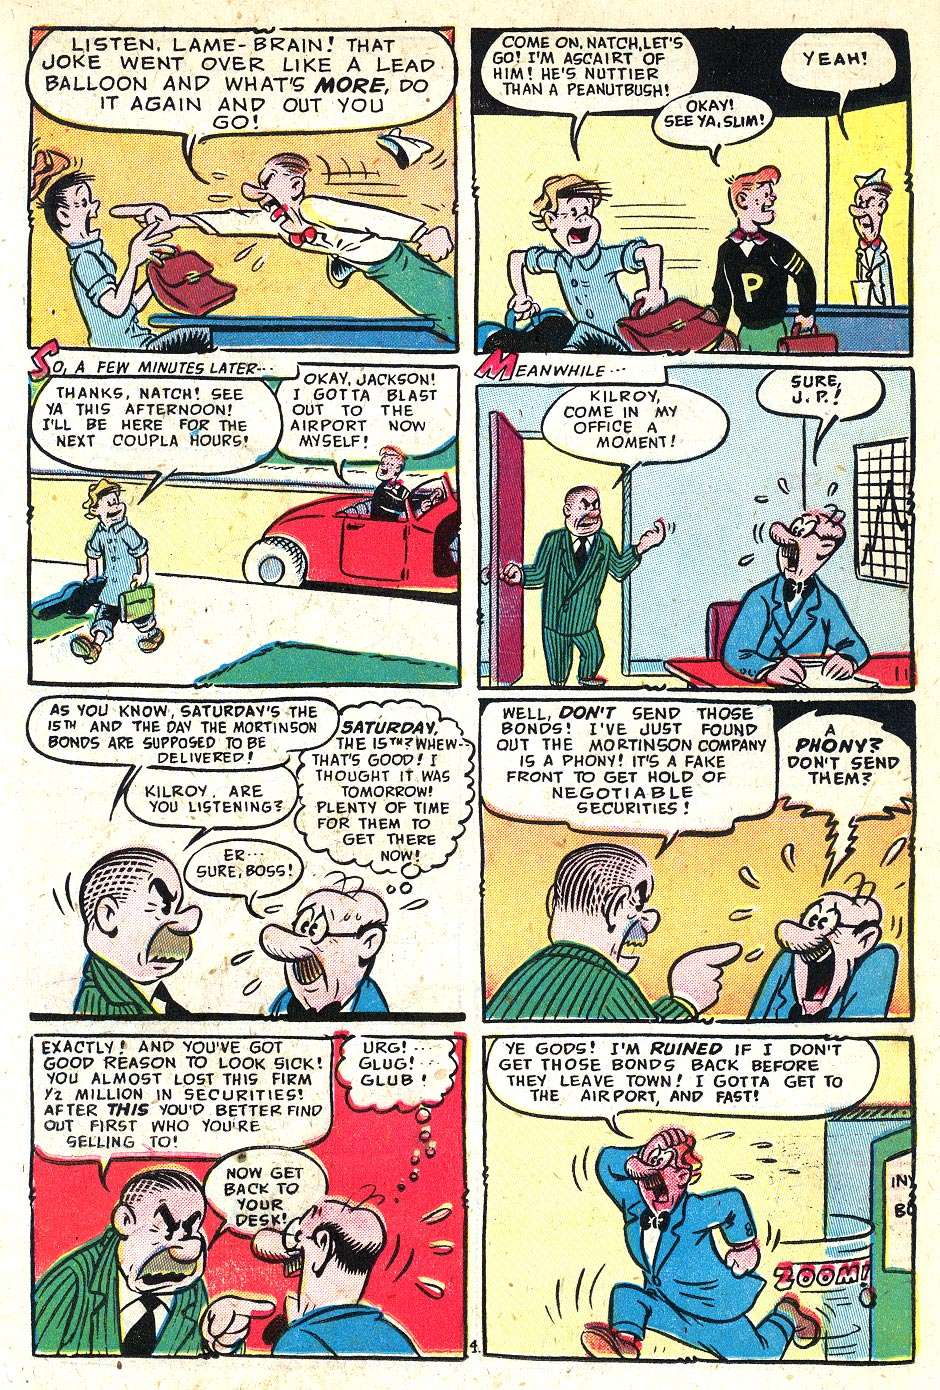 LISTEN, LAME-BRAIN! THAT
JOKE WENT OVER LIKE A LEAD
BALLOON AND WHAT'S MORE, DO
IT AGAIN AND OUT YOU
GO!
COME ON, NATCH, LET'S
GO! I'M ASCAIRT OF
HIM! HE'S NUTTIER
THAN A PEANUTBUSH!
OKAY!
SEE YA, SLIM!
YEAH!
P
SO, A FEW MINUTES LATER---
THANKS, NATCH! SEE
YA THIS AFTERNOON!
I'LL BE HERE FOR THE
NEXT COUPLA HOURS!
OKAY, JACKSON!
I GOTTA BLAST
OUT TO THE
AIRPORT NOW
MYSELF!
MEANWHILE ---
KILROY,
COME IN MY
OFFICE A
MOMENT!
SURE,
J.P.!
AS YOU KNOW, SATURDAY'S THE
15TH AND THE DAY THE MORTINSON
BONDS ARE SUPPOSED TO BE
DELIVERED!
KILROY, ARE
YOU LISTENING?
ER---
SURE, BOSS!
SATURDAY,
THE 15TH? WHEW--
THAT'S GOOD! I
THOUGHT IT WAS
TOMORROW!
PLENTY OF TIME
FOR THEM TO
GET THERE
NOW!
WELL, DON'T SEND THOSE
BONDS! I'VE JUST FOUND
OUT THE MORTINSON COMPANY
IS A PHONY! IT'S A FAKE
FRONT TO GET HOLD OF
NEGOTIABLE
SECURITIES!
A
PHONY?
DON'T SEND
THEM?
EXACTLY! AND YOU'VE GOT
GOOD REASON TO LOOK SICK!
YOU ALMOST LOST THIS FIRM
1/2 MILLION IN SECURITIES!
AFTER THIS YOU'D BETTER FIND
OUT FIRST WHO YOU'RE
SELLING TO!
NOW GET
BACK TO
YOUR
DESK!
URG! ---
GLUG! ---
GLUB!
4.
YE GODS! I'M RUINED IF I DON'T
GET THOSE BONDS BACK BEFORE
THEY LEAVE TOWN! I GOTTA GET TO
THE AIRPORT, AND FAST!
INV
BO
ZOOM!